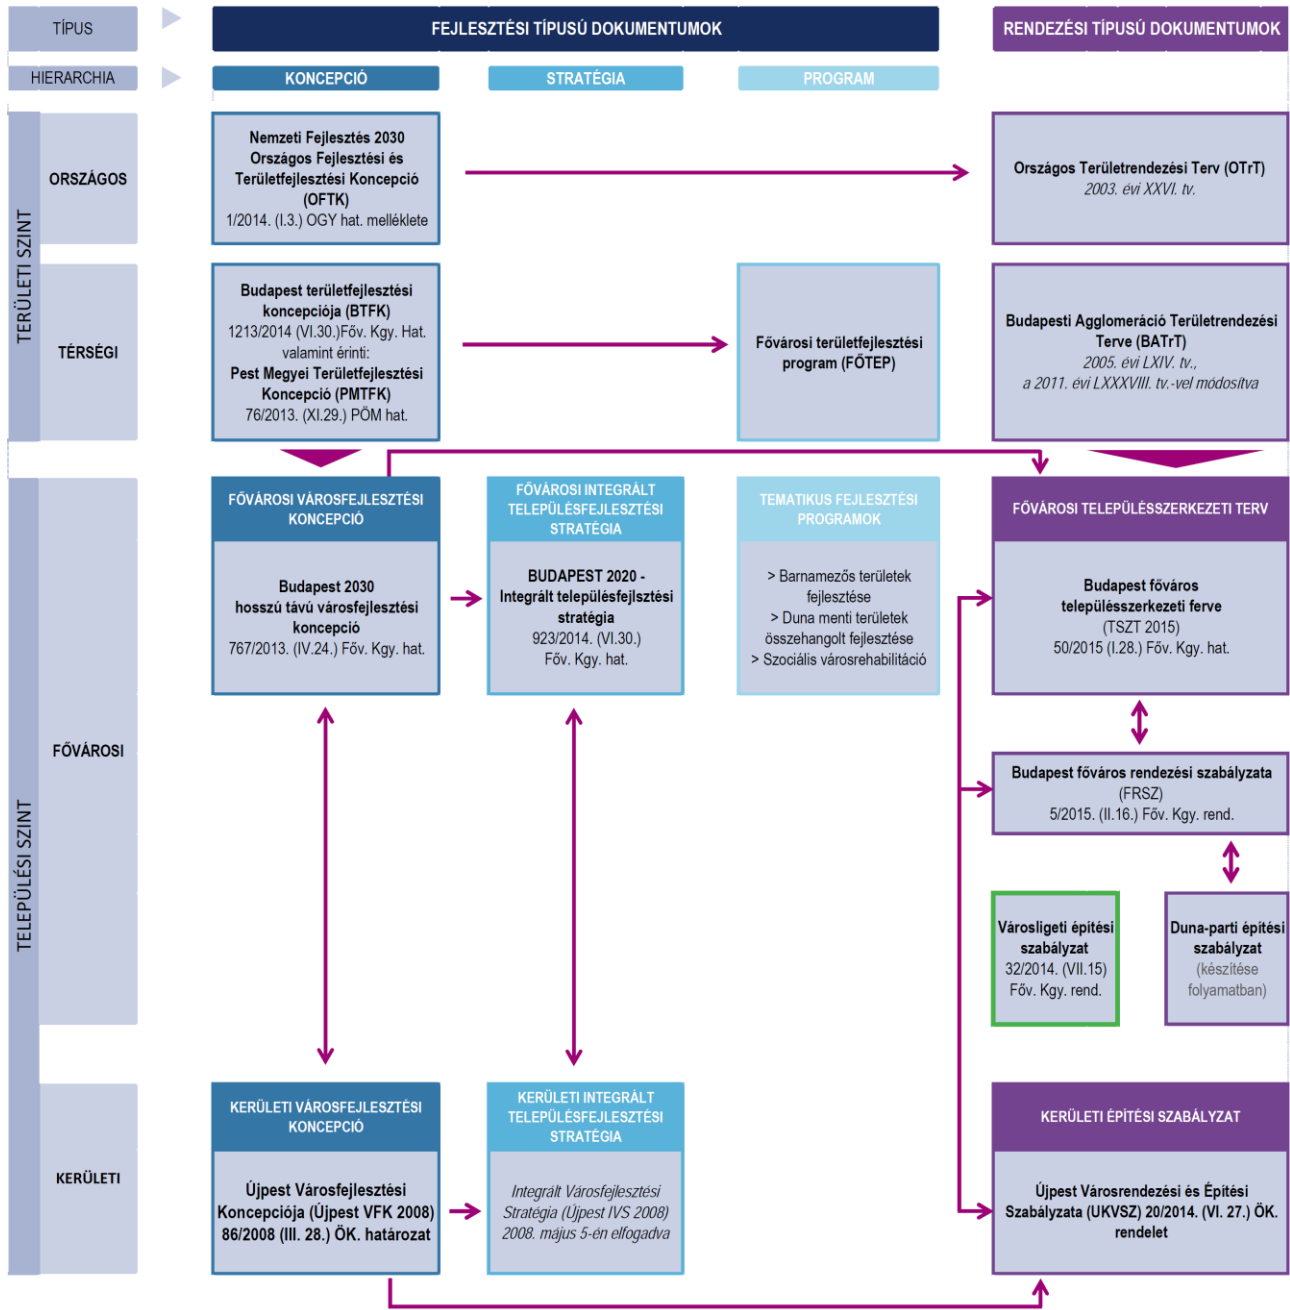 TÍPUS
FEJLESZTÉSI TÍPUSÚ DOKUMENTUMOK
RENDEZÉSI TÍPUSÚ DOKUMENTUMOK
HIERARCHIA
KONCEPCIÓ
STRATÉGIA
PROGRAM
TERÜLETI SZINT
ORSZÁGOS
Nemzeti Fejlesztés 2030
Országos Fejlesztési és
Területfejlesztési Koncepció
(OFTK)
1/2014. (I.3.) OGY hat. melléklete
Országos Területrendezési Terv (OTrT)
2003. évi XXVI. tv.
TÉRSÉGI
Budapest területfejlesztési
koncepciója (BTFK)
1213/2014 (VI.30.)Főv. Kgy. Hat.
valamint érinti:
Pest Megyei Területfejlesztési
Koncepció (PMTFK)
76/2013. (XI.29.) PÖM hat.
Fővárosi területfejlesztési
program (FŐTEP)
Budapesti Agglomeráció Területrendezési
Terve (BATrT)
2005. évi LXIV. tv.,
a 2011. évi LXXXVIII. tv.-vel módosítva
TELEPÜLÉSI SZINT
FŐVÁROSI
FŐVÁROSI VÁROSFEJLESZTÉSI
KONCEPCIÓ
Budapest 2030
hosszú távú városfejlesztési
koncepció
767/2013. (IV.24.) Főv. Kgy. hat.
FŐVÁROSI INTEGRÁLT
TELEPÜLÉSFEJLESZTÉSI
STRATÉGIA
BUDAPEST 2020 -
Integrált településfejlsztési
stratégia
923/2014. (VI.30.)
Főv. Kgy. hat.
TEMATIKUS FEJLESZTÉSI
PROGRAMOK
> Barnamezős területek
fejlesztése
> Duna menti területek
összehangolt fejlesztése
> Szociális városrehabilitáció
FŐVÁROSI TELEPÜLÉSSZERKEZETI TERV
Budapest főváros
településszerkezeti ferve
(TSZT 2015)
50/2015 (I.28.) Főv. Kgy. hat.
Budapest főváros rendezési szabályzata
(FRSZ)
5/2015. (II.16.) Főv. Kgy. rend.
Városligeti építési
szabályzat
32/2014. (VII.15)
Főv. Kgy. rend.
Duna-parti építési
szabályzat
(készítése
folyamatban)
KERÜLETI
KERÜLETI VÁROSFEJLESZTÉSI
KONCEPCIÓ
Újpest Városfejlesztési
Koncepciója (Újpest VFK 2008)
86/2008 (III. 28.) ÖK. határozat
KERÜLETI INTEGRÁLT
TELEPÜLÉSFEJLESZTÉSI
STRATÉGIA
Integrált Városfejlesztési
Stratégia (Újpest IVS 2008)
2008. május 5-én elfogadva
KERÜLETI ÉPÍTÉSI SZABÁLYZAT
Újpest Városrendezési és Építési
Szabályzata (UKVSZ) 20/2014. (VI. 27.) ÖK.
rendelet